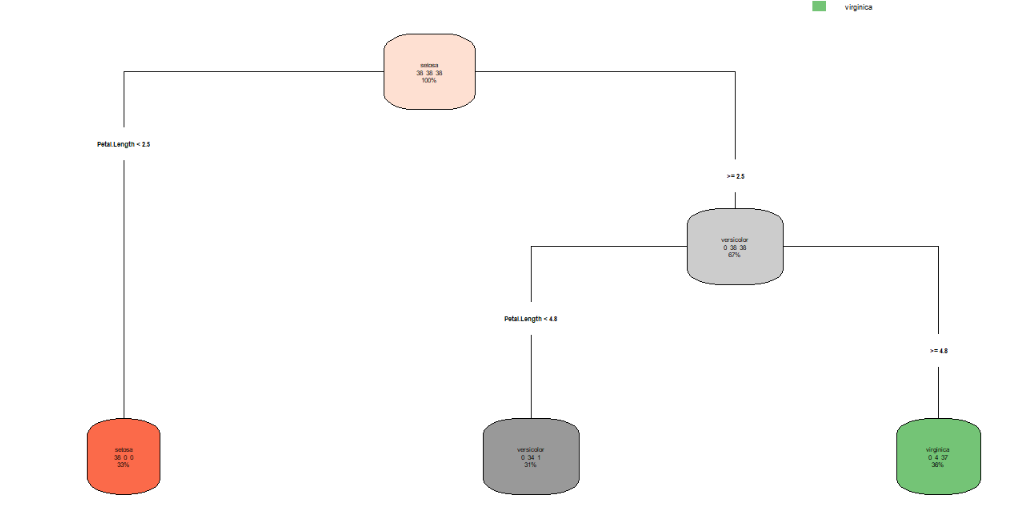 virginica
setosa
38 38 38
100%
Petal.Length < 2.5
>= 2.5
versicolor
0 38 38
67%
Petal.Length < 4.8
>= 4.8
setosa
38 0 0
33%
versicolor
0 34 1
31%
virginica
0 4 37
36%